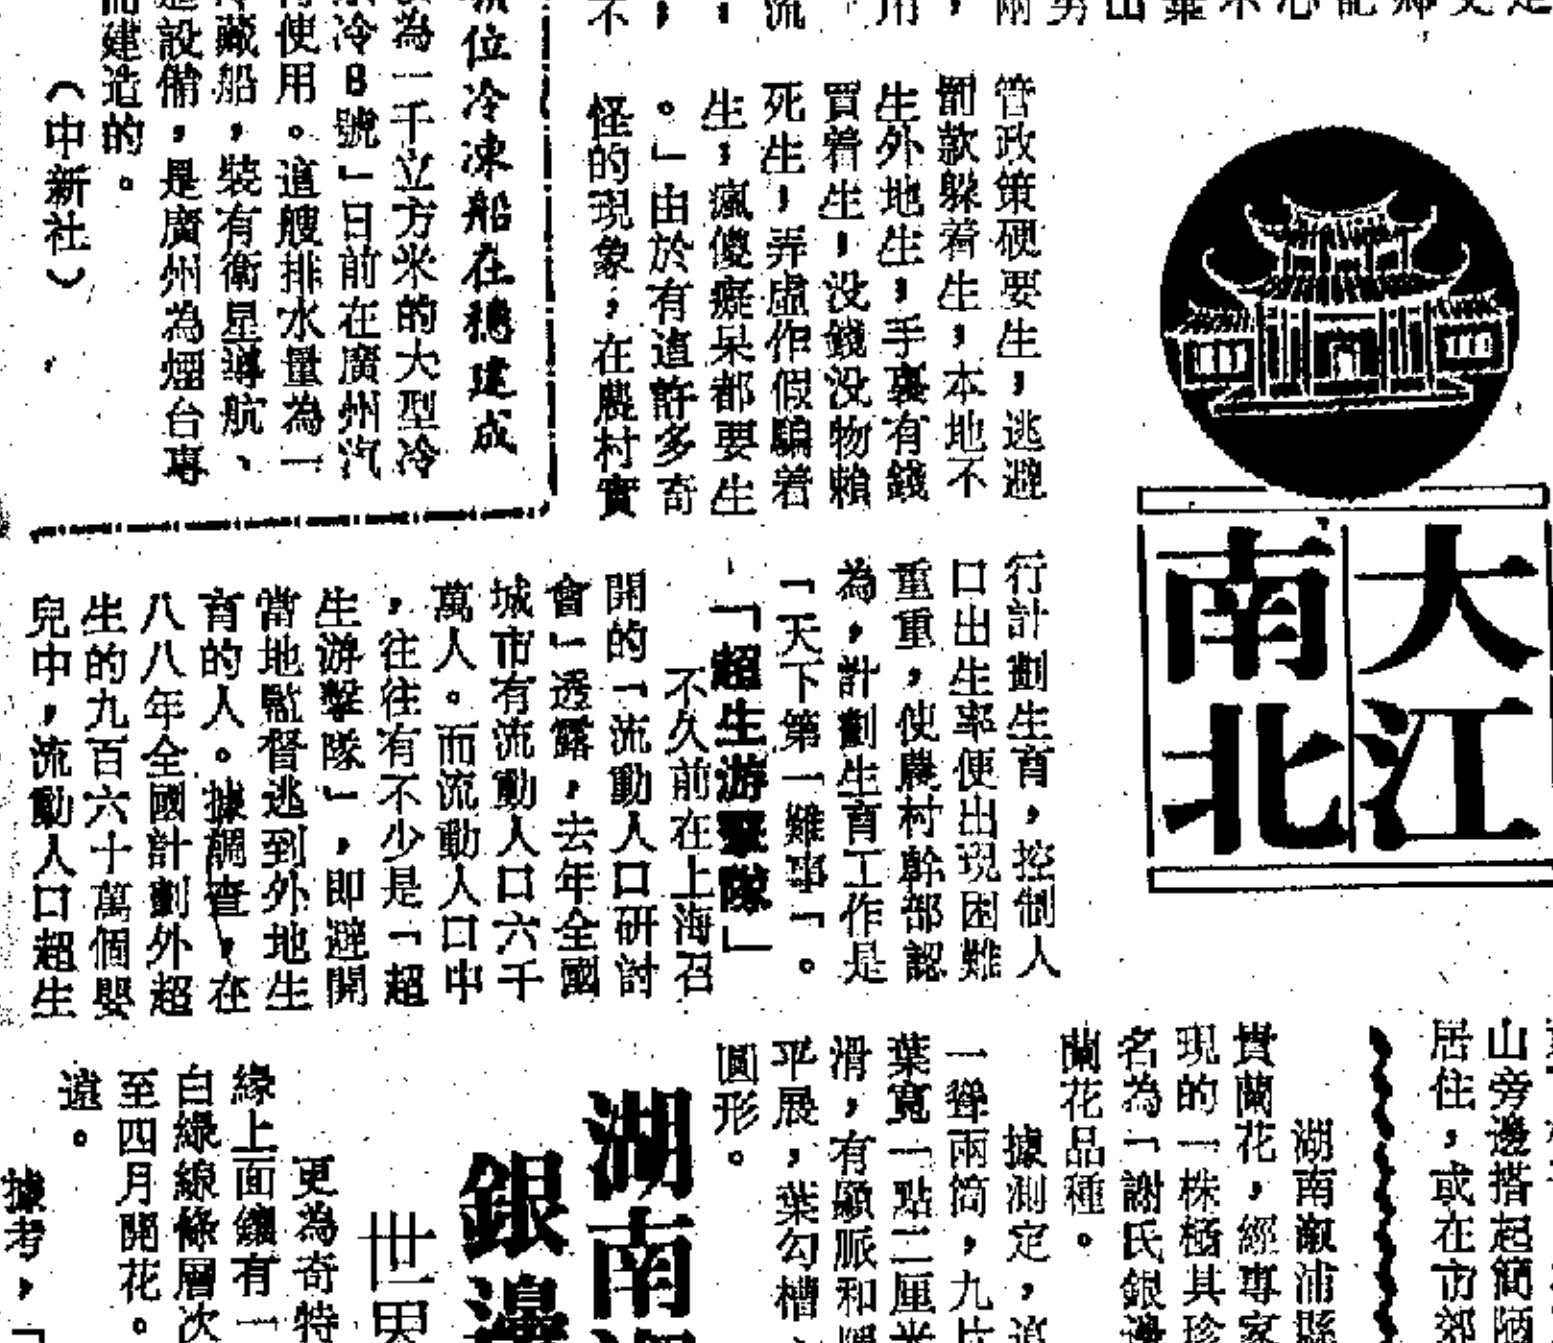 大江
南北
管政策硬要生，逃避
罰款躲着生，本地不
生外地生，手裏有錢
買着生，没錢没物賴
死生，弄虛作假騙着
生，瘋傻癡呆都要生
。」由於有這許多奇
怪的現象，在農村實
位冷凍船在穗建成
為一千立方米的大型冷
冷8號」日前在廣州汽
使用。這艘排水量為一
藏船，裝有衛星導航、
設備，是廣州為煙台專
建造的。
（中新社）
行計劃生育，控制人
口出生率便出現困難
重重，使農村幹部認
為，計劃生育工作是
「天下第一難事「。
「超生游擊隊」
不久前在上海召
開的「流動人口研討
會」透露，去年全國
城市有流動人口六千
萬人。而流動人口中
，往往有不少是「超
生游擊隊」，即避開
當地監督逃到外地生
育的人。據調查，在
八八年全國計劃外超
生的九百六十萬個嬰
兒中，流動人口超生
山旁邊搭起簡陋
居住，或在市郊
湖南漵浦縣
貴蘭花，經專家
現的一株極其珍
名為「謝氏銀邊
蘭花品種。
據測定，這
一聳兩筒，九片
葉寬一點二厘米
滑，有顯脈和
平展，葉勾槽
圓形。
湖南
銀邊
世界
更為奇特
緣上面鑲有一
白綠線條層次
至四月開花。
遠。
據考，「